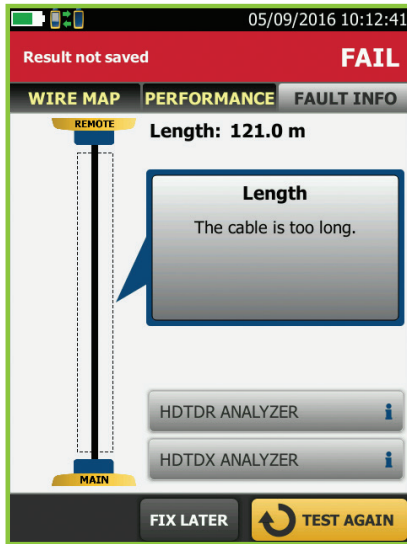 05/09/2016 10:12:41
Result not saved FAIL
WIRE MAP PERFORMANCE FAULT INFO
REMOTE
Length: 121.0 m
Length
The cable is too long.
HDTDR ANALYZER i
HDTDX ANALYZER i
MAIN
FIX LATER TEST AGAIN